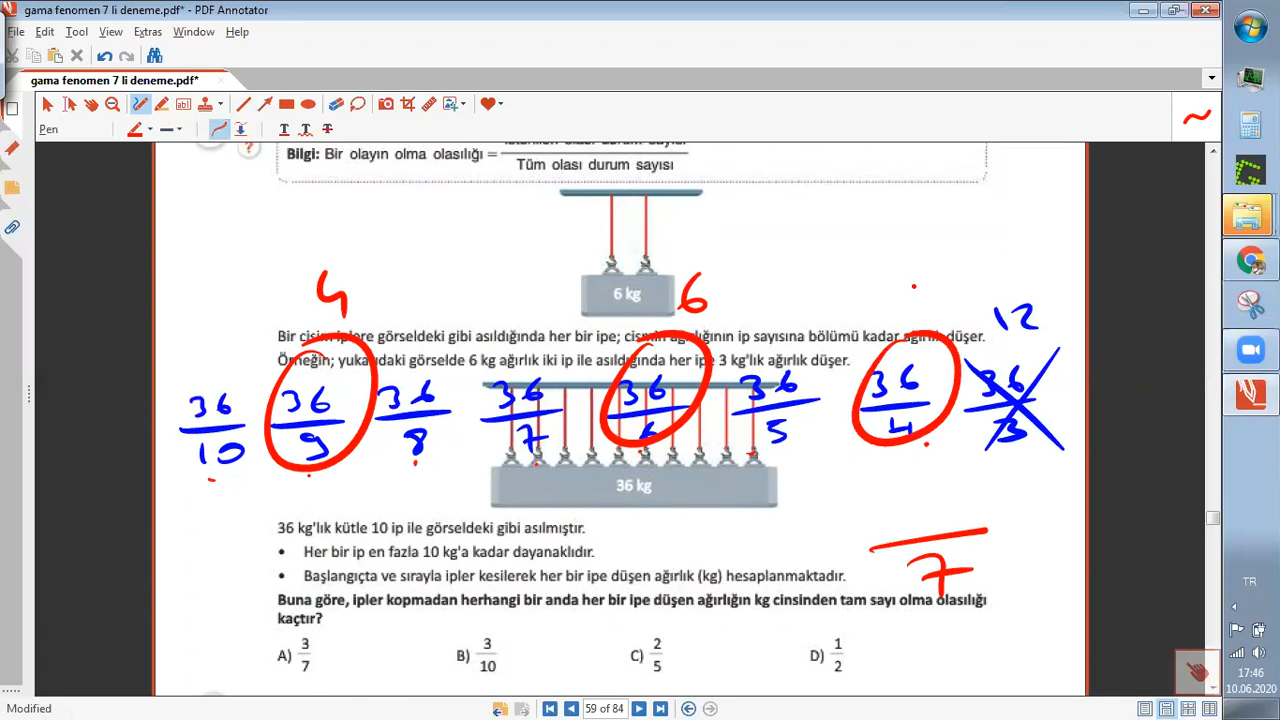 gama fenomen 7 li deneme.pdf* - PDF Annotator
File Edit Tool View Extras Window Help
gama fenomen 7 li deneme.pdf*
Pen
Bilgi: Bir olayın olma olasılığı =
Tüm olası durum sayısı
6 kg
4
6
12
Bir cisim iplere görseldeki gibi asıldığında her bir ipe; cismin ağırlığının ip sayısına bölümü kadar ağırlık düşer.
Örneğin; yukarıdaki görselde 6 kg ağırlık iki ip ile asıldığında her ipe 3 kg'lık ağırlık düşer.
36 36 36 36 36 36 36 36
10 9 8 7 6 5 4 3
36 kg
36 kg'lık kütle 10 ip ile görseldeki gibi asılmıştır.
• Her bir ip en fazla 10 kg'a kadar dayanaklıdır.
• Başlangıçta ve sırayla ipler kesilerek her bir ipe düşen ağırlık (kg) hesaplanmaktadır.
7
Buna göre, ipler kopmadan herhangi bir anda her bir ipe düşen ağırlığın kg cinsinden tam sayı olma olasılığı
kaçtır?
A) 3/7 B) 3/10 C) 2/5 D) 1/2
Modified
59 of 84
TR
17:46
10.06.2020